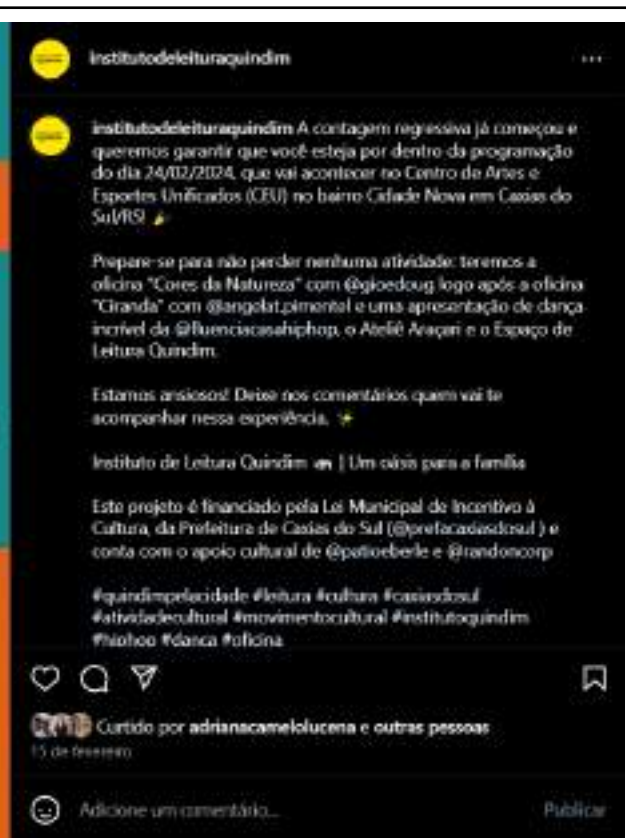 institutodeleituraquindim
institutodeleituraquindim A contagem regressiva já começou e
queremos garantir que você esteja por dentro da programação
do dia 24/02/2024, que vai acontecer no Centro de Artes e
Esportes Unificados (CEU) no bairro Cidade Nova em Caxias do
Sul/RS!
Prepare-se para não perder nenhuma atividade: teremos a
oficina "Cores da Natureza" com @gioedoug logo após a oficina
"Ciranda" com @angelat.pimentel e uma apresentação de dança
incrível da @fluenciacasahiphop, o Ateliê Araçari e o Espaço de
Leitura Quindim.
Estamos ansiosos! Deixe nos comentários quem vai te
acompanhar nessa experiência.
Instituto de Leitura Quindim | Um oásis para a família
Este projeto é financiado pela Lei Municipal de Incentivo à
Cultura, da Prefeitura de Caxias do Sul (@prefacaxiasdosul ) e
conta com o apoio cultural de @patioeberle e @randoncorp
#quindimpelacidade #leitura #cultura #caxiasdosul
#atividadecultural #movimentocultural #institutoquindim
#hiphop #danca #oficina
Curtido por adrianacamelolucena e outras pessoas
15 de fevereiro
Adicione um comentário...
Publicar